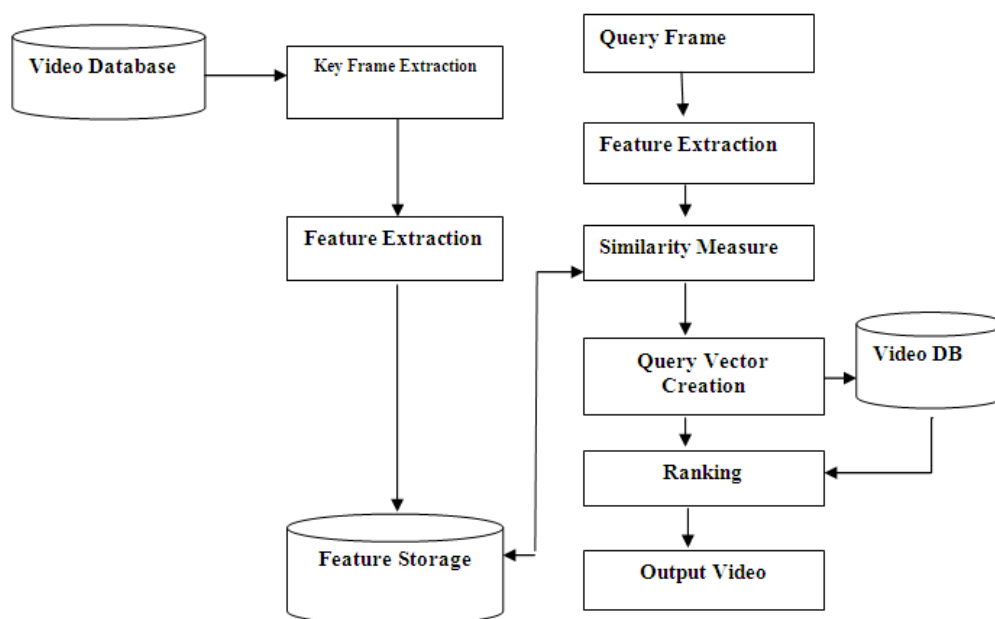 Video Database
Key Frame Extraction
Feature Extraction
Feature Storage
Query Frame
Feature Extraction
Similarity Measure
Query Vector
Creation
Video DB
Ranking
Output Video